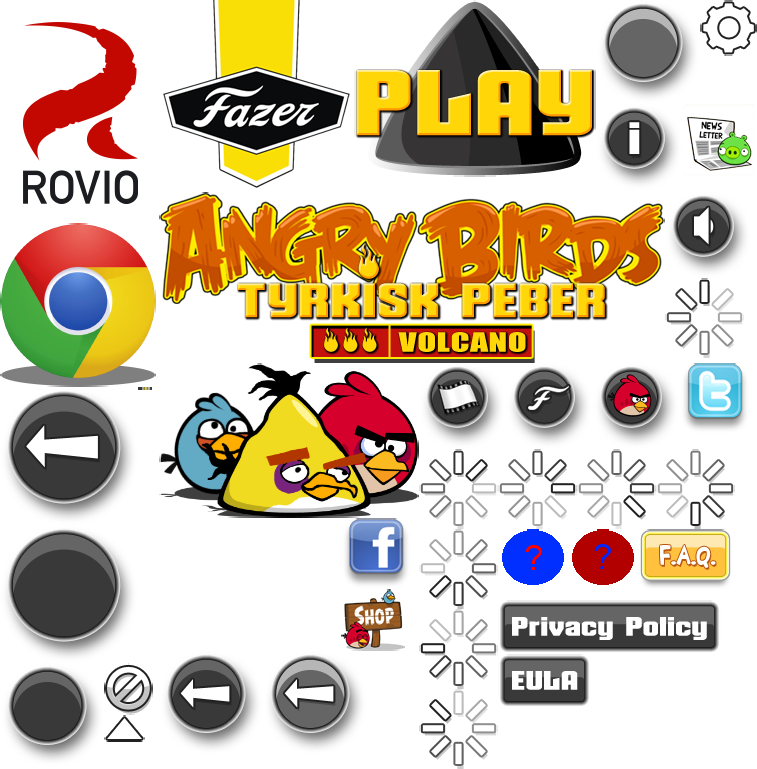 ROVIO
Fazer
PLAY
i
NEWS
LETTER
ANGRY BIRDS
TYRKISK PEBER
VOLCANO
F
t
f
?
?
F.A.Q.
SHOP
Privacy Policy
EULA